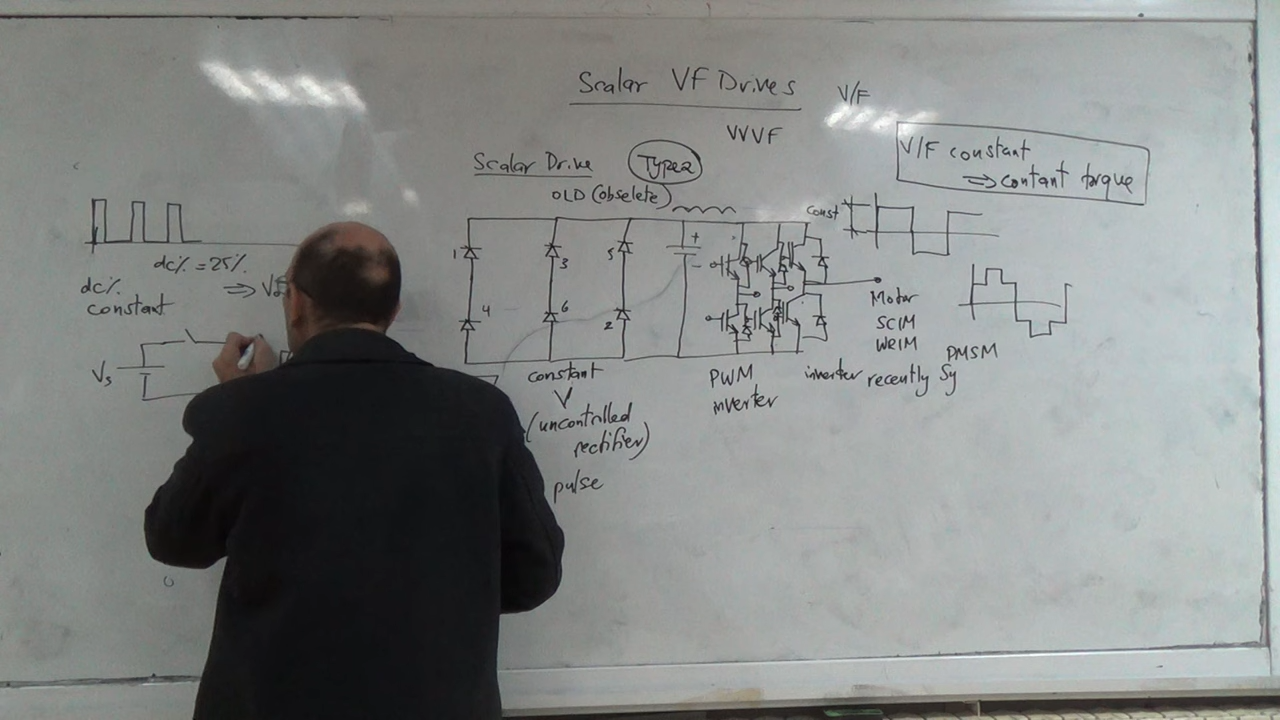 Scalar VF Drives
V/F
VVVF
V/F constant
⇒ contant torque
Scalar Drive
Type2
OLD (obselete)
Const
dc% = 25%
dc%
constant
1
3
5
+
-
4
6
2
Vs
constant
V
(uncontrolled
rectifier)
pulse
PWM
inverter
inverter recently Sy
Motor
SCIM
WRIM
PMSM